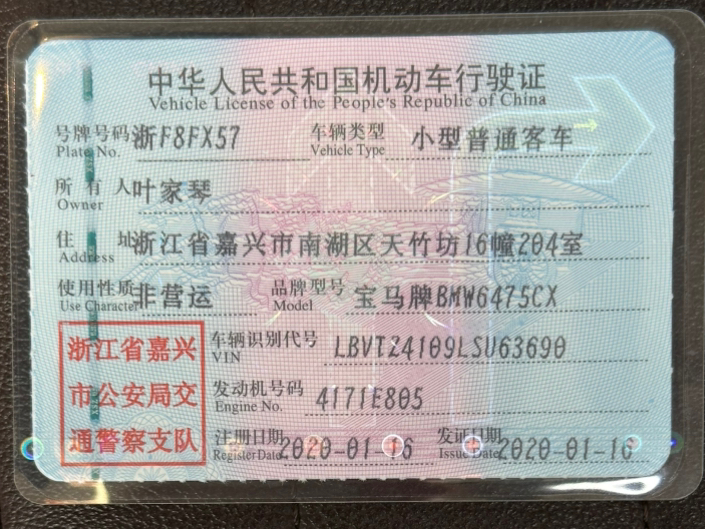 中华人民共和国机动车行驶证
Vehicle License of the People's Republic of China
号牌号码 浙F8FX57 车辆类型 小型普通客车
Plate No. Vehicle Type
所有人 叶家琴
Owner
住址 浙江省嘉兴市南湖区天竹坊16幢204室
Address
使用性质 非营运 品牌型号 宝马牌BMW6475CX
Use Character Model
浙江省嘉兴 车辆识别代号 LBVTZ4109LSU63690
VIN
市公安局交 发动机号码 4171E805
Engine No.
通警察支队 注册日期 2020-01-16 发证日期 2020-01-16
Register Date Issue Date